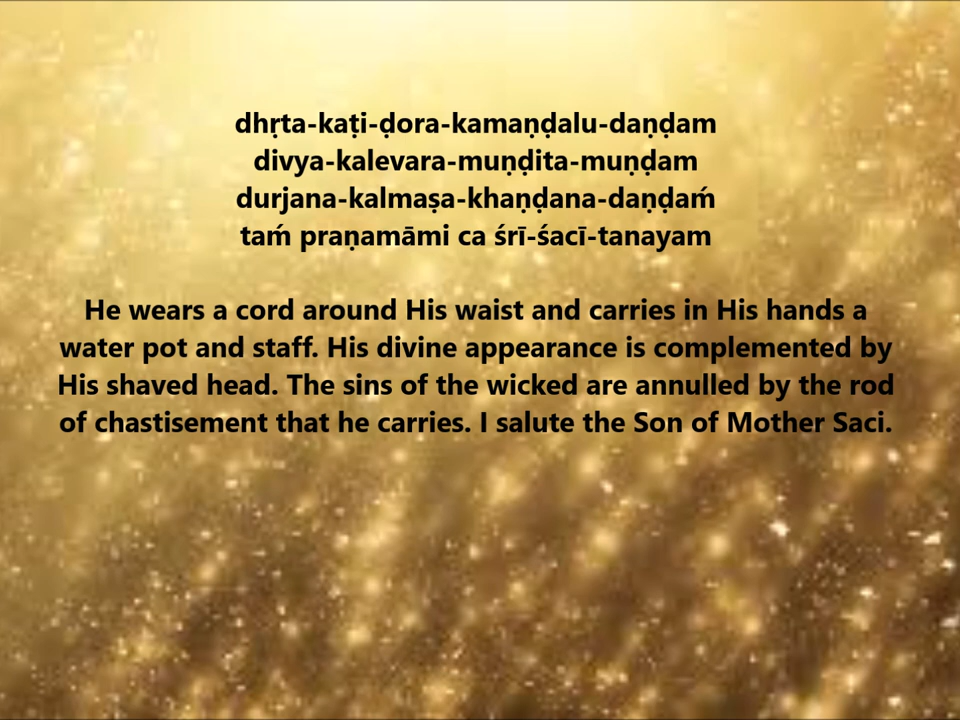 dhṛta-kaṭi-ḍora-kamaṇḍalu-daṇḍam
divya-kalevara-muṇḍita-muṇḍam
durjana-kalmaṣa-khaṇḍana-daṇḍaḿ
taḿ praṇamāmi ca śrī-śacī-tanayam
He wears a cord around His waist and carries in His hands a
water pot and staff. His divine appearance is complemented by
His shaved head. The sins of the wicked are annulled by the rod
of chastisement that he carries. I salute the Son of Mother Saci.